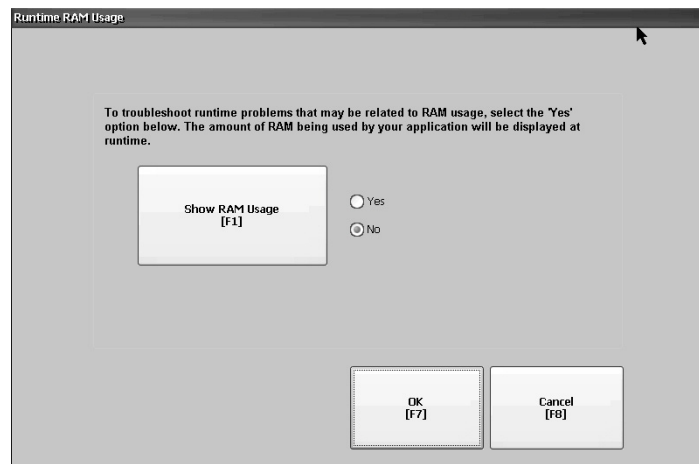 Runtime RAM Usage
To troubleshoot runtime problems that may be related to RAM usage, select the 'Yes'
option below. The amount of RAM being used by your application will be displayed at
runtime.
Show RAM Usage
[F1]
Yes
No
OK
[F7]
Cancel
[F8]